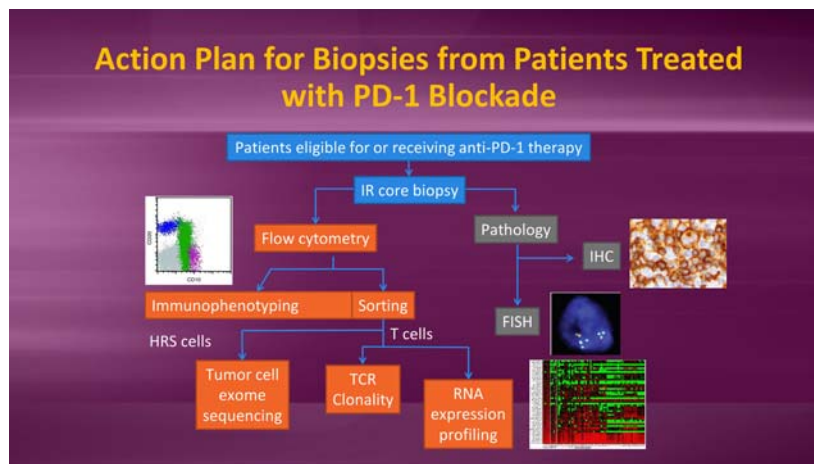 Action Plan for Biopsies from Patients Treated
with PD-1 Blockade
Patients eligible for or receiving anti-PD-1 therapy
IR core biopsy
Flow cytometry
Pathology
IHC
Immunophenotyping
Sorting
FISH
HRS cells
T cells
Tumor cell
exome
sequencing
TCR
Clonality
RNA
expression
profiling
CD10